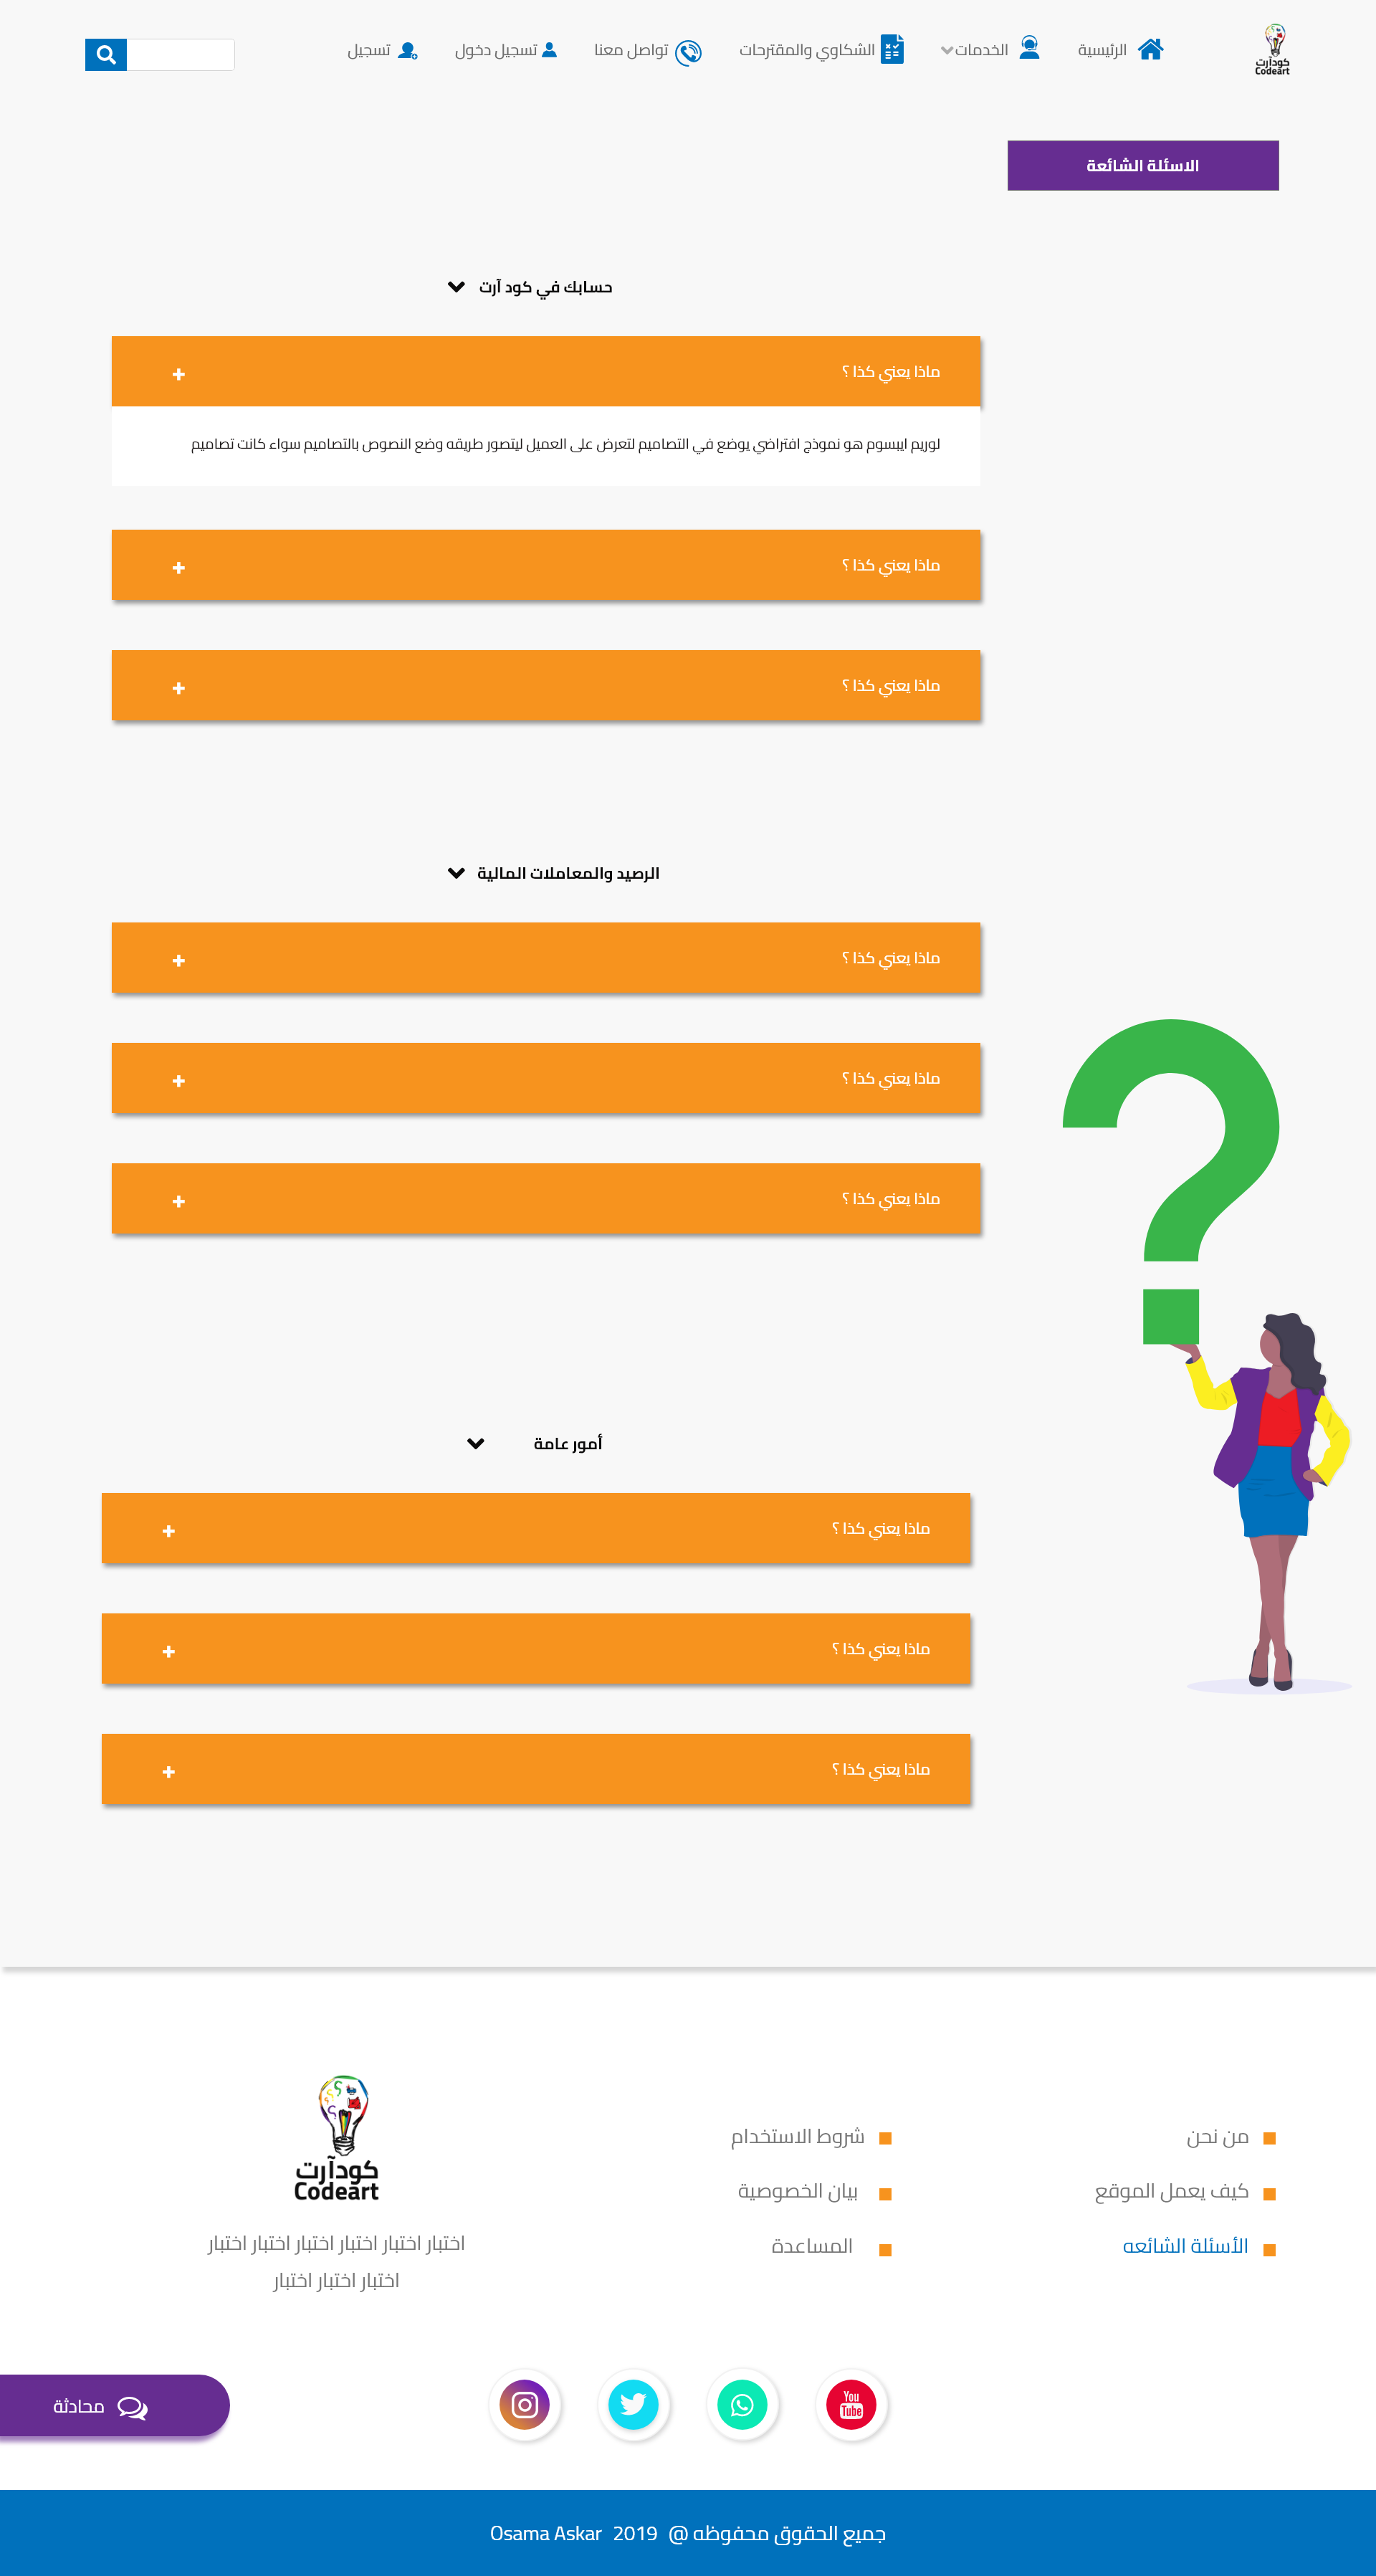 كودآرت
Codeart
الرئيسية
الخدمات
الشكاوي والمقترحات
تواصل معنا
تسجيل دخول
تسجيل
الاسئلة الشائعة
حسابك في كود آرت
ماذا يعني كذا ؟
لوريم ايبسوم هو نموذج افتراضي يوضع في التصاميم لتعرض على العميل ليتصور طريقه وضع النصوص بالتصاميم سواء كانت تصاميم
ماذا يعني كذا ؟
ماذا يعني كذا ؟
الرصيد والمعاملات المالية
ماذا يعني كذا ؟
ماذا يعني كذا ؟
ماذا يعني كذا ؟
?
أمور عامة
ماذا يعني كذا ؟
ماذا يعني كذا ؟
ماذا يعني كذا ؟
من نحن
كيف يعمل الموقع
الأسئلة الشائعه
شروط الاستخدام
بيان الخصوصية
المساعدة
كودآرت
Codeart
اختبار اختبار اختبار اختبار اختبار اختبار
اختبار اختبار اختبار
You
Tube
محادثة
جميع الحقوق محفوظه @ 2019 Osama Askar